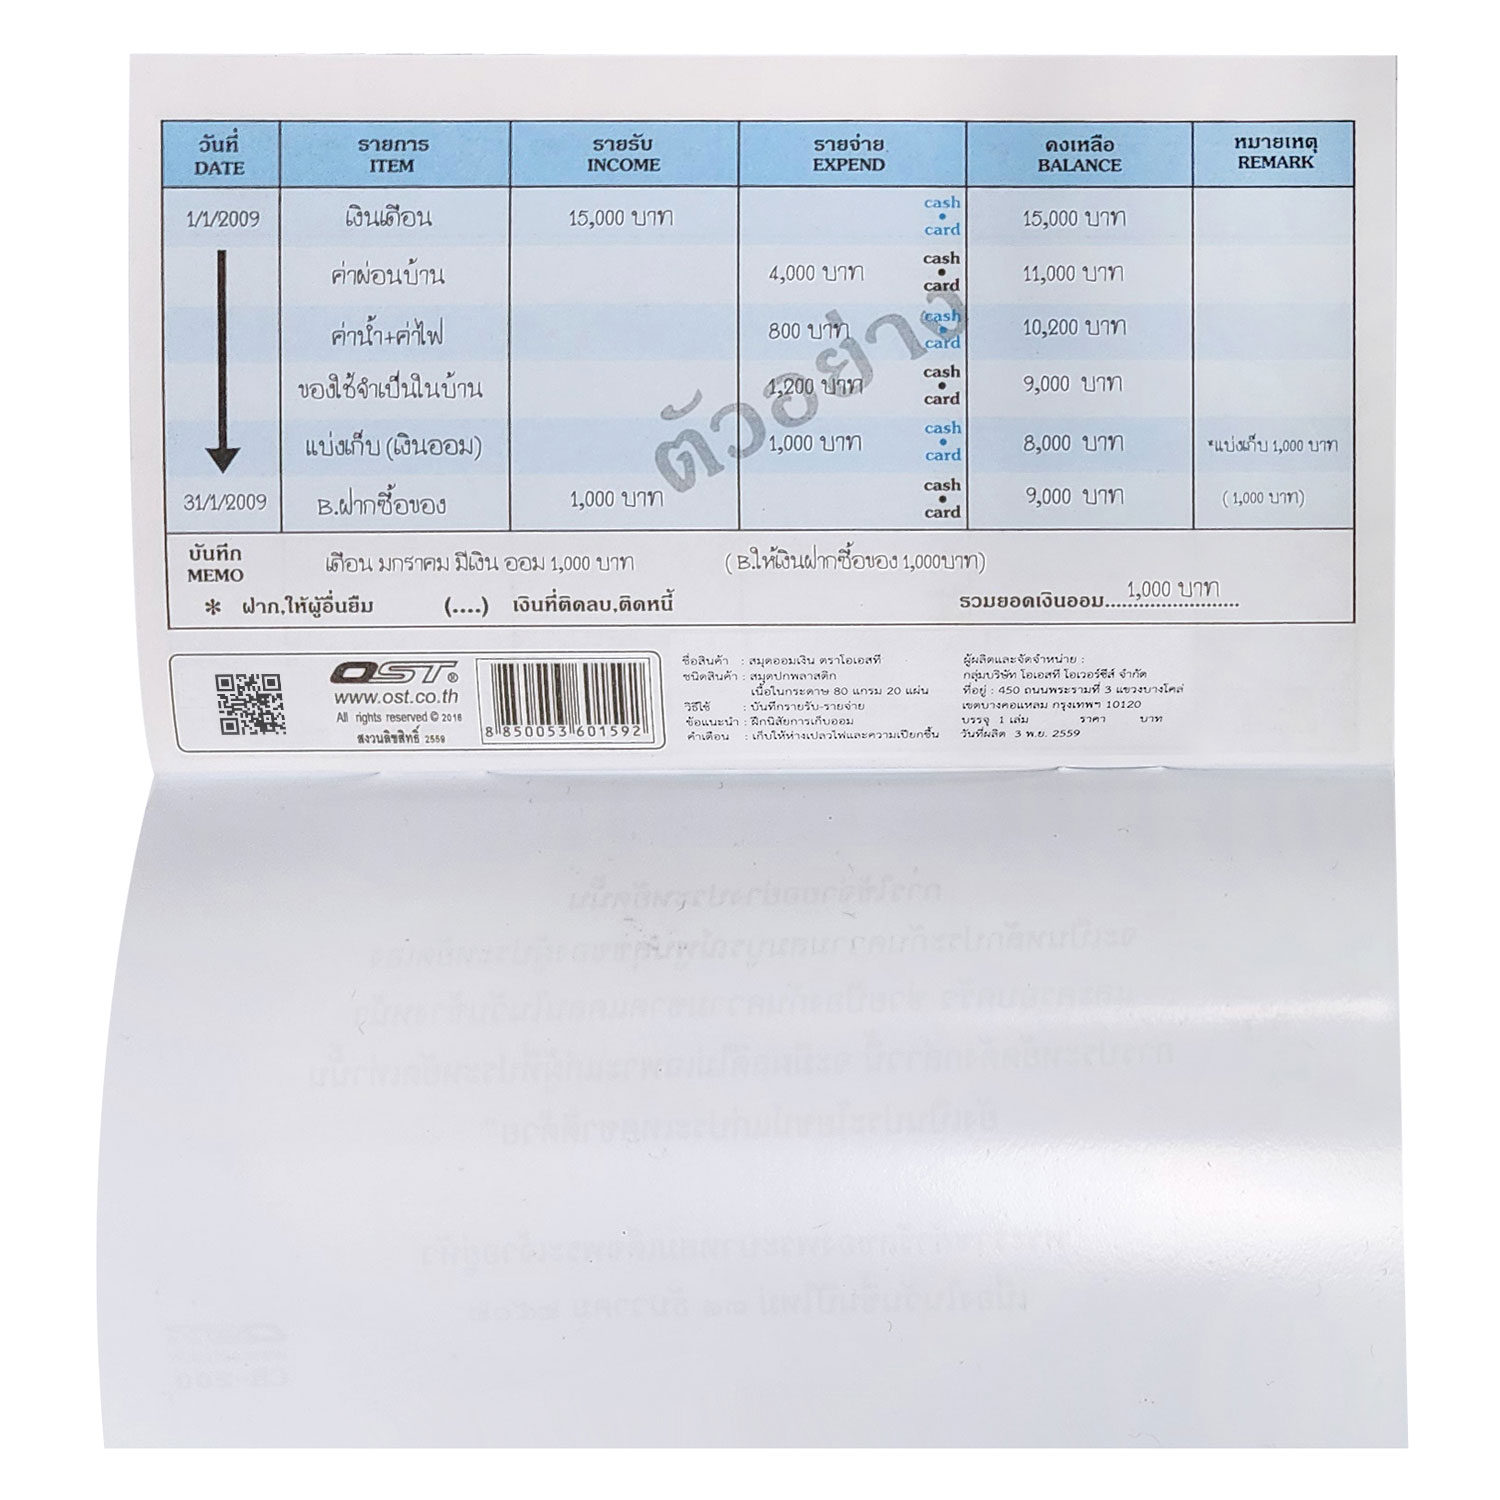 วันที่ รายการ รายรับ รายจ่าย คงเหลือ หมายเหตุ
DATE ITEM INCOME EXPEND BALANCE REMARK
1/1/2009 เงินเดือน 15,000 บาท cash • card 15,000 บาท
ค่าผ่อนบ้าน 4,000 บาท cash • card 11,000 บาท
ค่าน้ำ+ค่าไฟ 800 บาท cash • card 10,200 บาท
ของใช้จำเป็นในบ้าน 1,200 บาท cash • card 9,000 บาท
แบ่งเก็บ (เงินออม) 1,000 บาท cash • card 8,000 บาท *แบ่งเก็บ 1,000 บาท
31/1/2009 B.ฝากซื้อของ 1,000 บาท cash • card 9,000 บาท (1,000 บาท)
ตัวอย่าง
บันทึก เดือน มกราคม มีเงิน ออม 1,000 บาท (B.ให้เงินฝากซื้อของ 1,000บาท)
MEMO
* ฝาก,ให้ผู้อื่นยืม (....) เงินที่ติดลบ,ติดหนี้ รวมยอดเงินออม 1,000 บาท
OST®
www.ost.co.th
All rights reserved © 2016
สงวนลิขสิทธิ์ 2559
8 850053 601592
ชื่อสินค้า : สมุดออมเงิน ตราโอเอสที
ชนิดสินค้า : สมุดปกพลาสติก
เนื้อในกระดาษ 80 แกรม 20 แผ่น
วิธีใช้ : บันทึกรายรับ-รายจ่าย
ข้อแนะนำ : ฝึกนิสัยการเก็บออม
คำเตือน : เก็บให้ห่างเปลวไฟและความเปียกชื้น
ผู้ผลิตและจัดจำหน่าย :
กลุ่มบริษัท โอเอสที โอเวอร์ซีส์ จำกัด
ที่อยู่ : 450 ถนนพระรามที่ 3 แขวงบางโคล่
เขตบางคอแหลม กรุงเทพฯ 10120
บรรจุ 1 เล่ม ราคา บาท
วันที่ผลิต 3 พ.ย. 2559